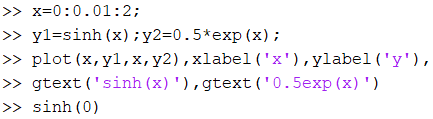 >> x=0:0.01:2;
>> y1=sinh(x);y2=0.5*exp(x);
>> plot(x,y1,x,y2),xlabel('x'),ylabel('y'),
>> gtext('sinh(x)'),gtext('0.5exp(x)')
>> sinh(0)